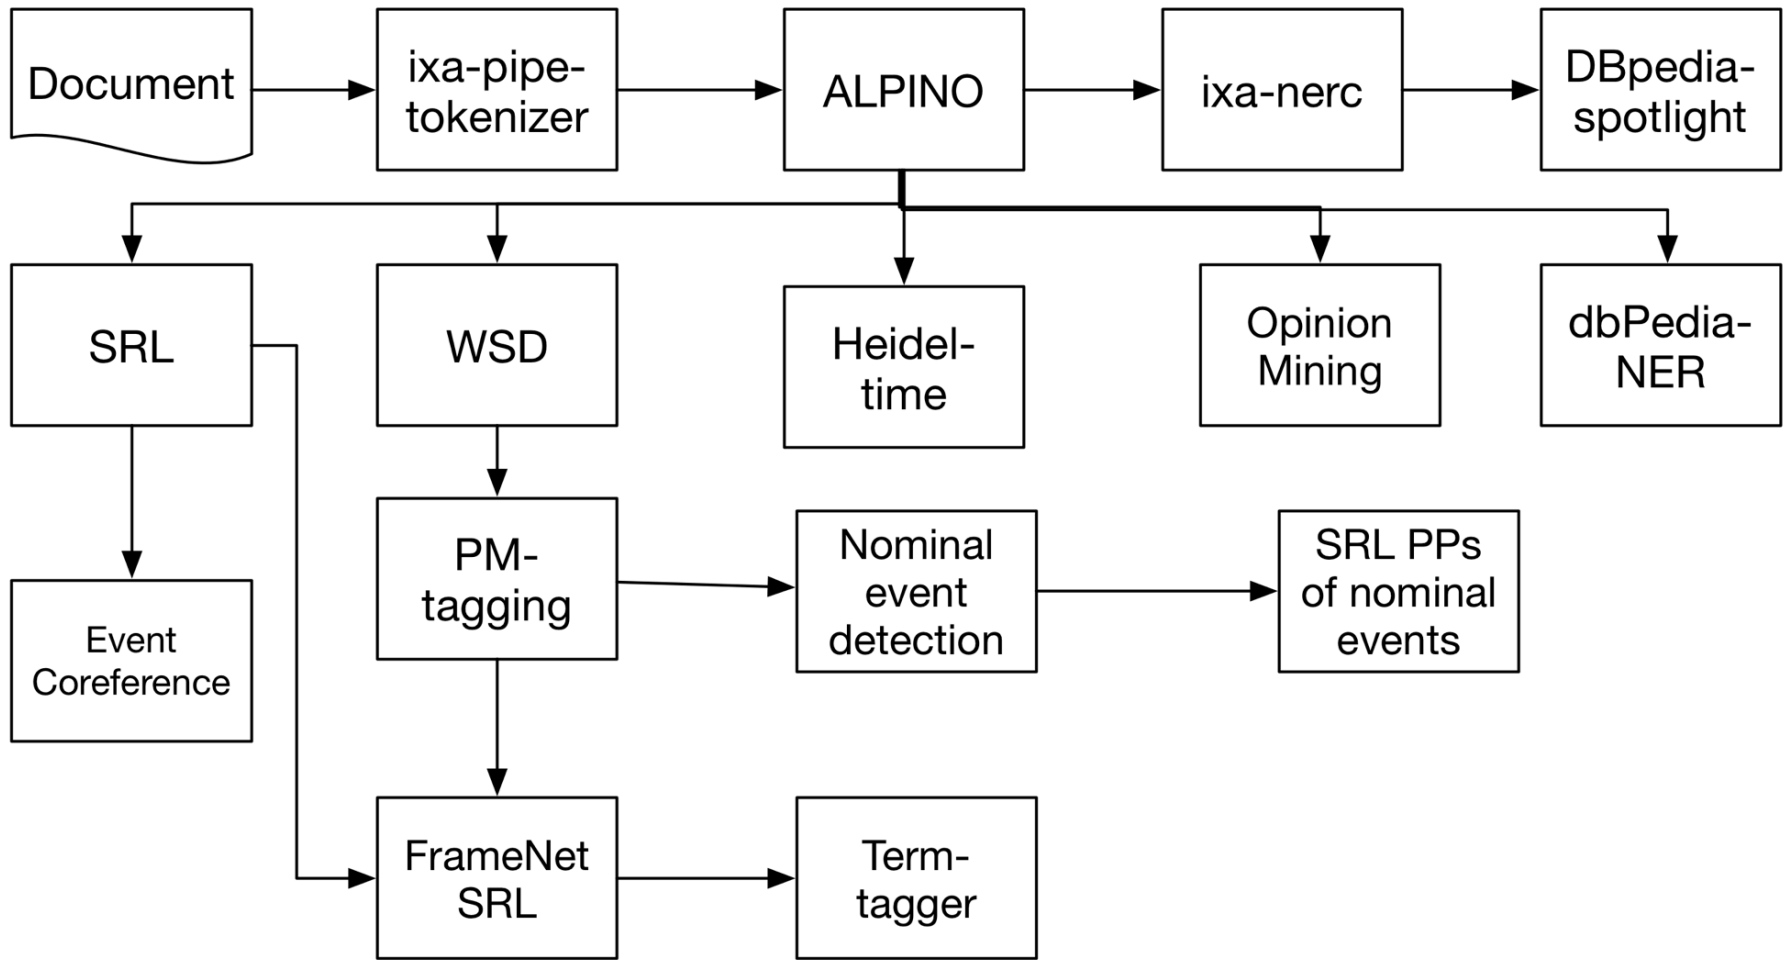 Document
ixa-pipe-
tokenizer
ALPINO
ixa-nerc
DBpedia-
spotlight
SRL
WSD
Heidel-
time
Opinion
Mining
dbPedia-
NER
PM-
tagging
Nominal
event
detection
SRL PPs
of nominal
events
Event
Coreference
FrameNet
SRL
Term-
tagger